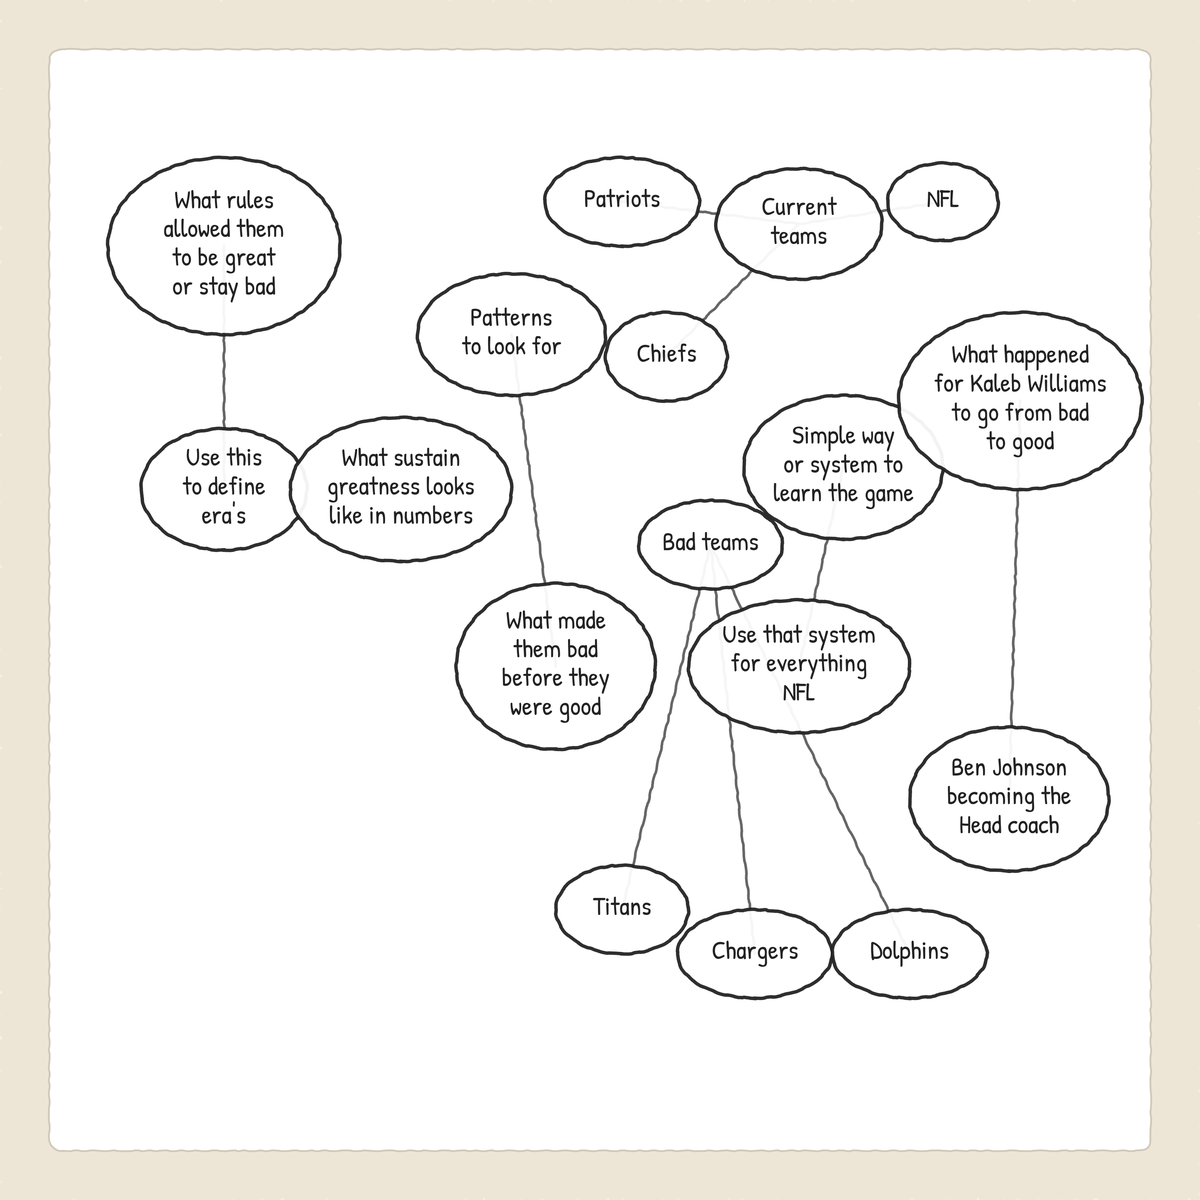 What rules
allowed them
to be great
or stay bad
Patriots
Current
teams
NFL
Patterns
to look for
Chiefs
What happened
for Kaleb Williams
to go from bad
to good
Use this
to define
era's
What sustain
greatness looks
like in numbers
Simple way
or system to
learn the game
Bad teams
What made
them bad
before they
were good
Use that system
for everything
NFL
Ben Johnson
becoming the
Head coach
Titans
Chargers
Dolphins